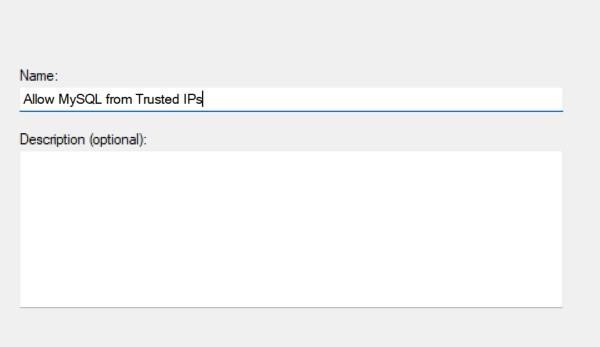 Name:
Allow MySQL from Trusted IPs
Description (optional):